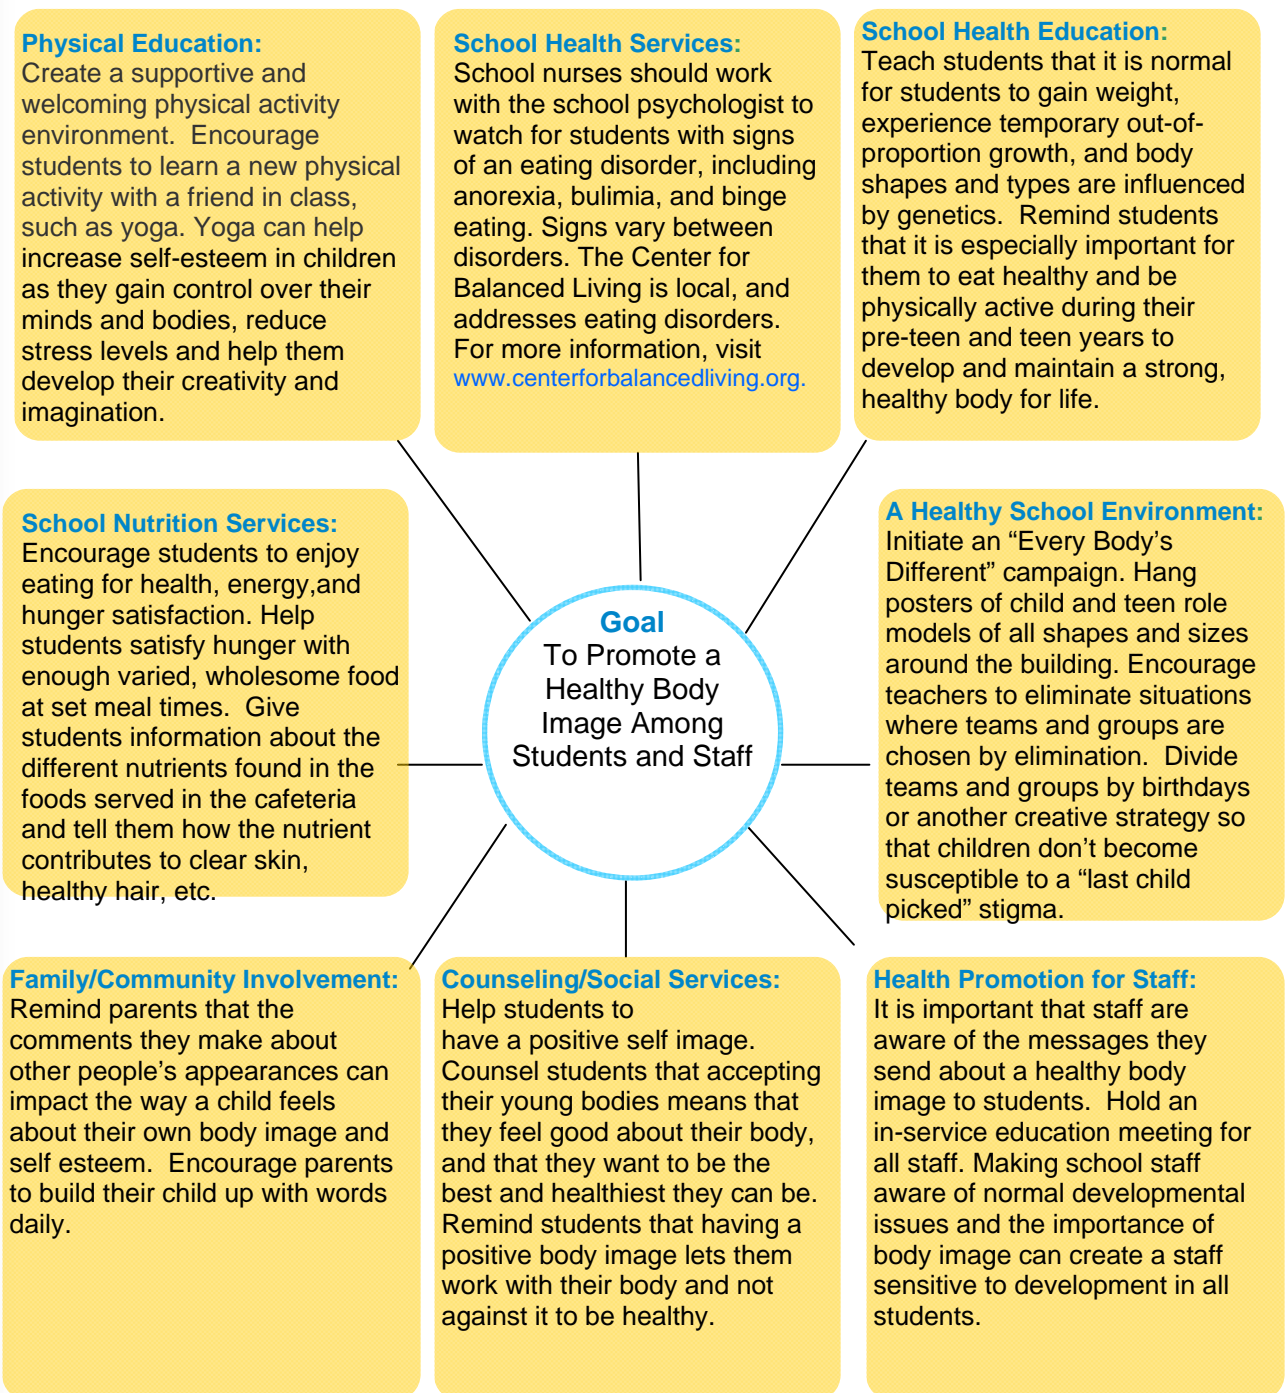 Physical Education:
Create a supportive and
welcoming physical activity
environment.  Encourage
students to learn a new physical
activity with a friend in class,
such as yoga. Yoga can help
increase self-esteem in children
as they gain control over their
minds and bodies, reduce
stress levels and help them
develop their creativity and
imagination.
School Health Services:
School nurses should work
with the school psychologist to
watch for students with signs
of an eating disorder, including
anorexia, bulimia, and binge
eating. Signs vary between
disorders. The Center for
Balanced Living is local, and
addresses eating disorders.
For more information, visit
www.centerforbalancedliving.org.
School Health Education:
Teach students that it is normal
for students to gain weight,
experience temporary out-of-
proportion growth, and body
shapes and types are influenced
by genetics.  Remind students
that it is especially important for
them to eat healthy and be
physically active during their
pre-teen and teen years to
develop and maintain a strong,
healthy body for life.
School Nutrition Services:
Encourage students to enjoy
eating for health, energy,and
hunger satisfaction. Help
students satisfy hunger with
enough varied, wholesome food
at set meal times.  Give
students information about the
different nutrients found in the
foods served in the cafeteria
and tell them how the nutrient
contributes to clear skin,
healthy hair, etc.
Goal
To Promote a
Healthy Body
Image Among
Students and Staff
A Healthy School Environment:
Initiate an “Every Body’s
Different” campaign. Hang
posters of child and teen role
models of all shapes and sizes
around the building. Encourage
teachers to eliminate situations
where teams and groups are
chosen by elimination.  Divide
teams and groups by birthdays
or another creative strategy so
that children don’t become
susceptible to a “last child
picked” stigma.
Family/Community Involvement:
Remind parents that the
comments they make about
other people’s appearances can
impact the way a child feels
about their own body image and
self esteem.  Encourage parents
to build their child up with words
daily.
Counseling/Social Services:
Help students to
have a positive self image.
Counsel students that accepting
their young bodies means that
they feel good about their body,
and that they want to be the
best and healthiest they can be.
Remind students that having a
positive body image lets them
work with their body and not
against it to be healthy.
Health Promotion for Staff:
It is important that staff are
aware of the messages they
send about a healthy body
image to students.  Hold an
in-service education meeting for
all staff. Making school staff
aware of normal developmental
issues and the importance of
body image can create a staff
sensitive to development in all
students.